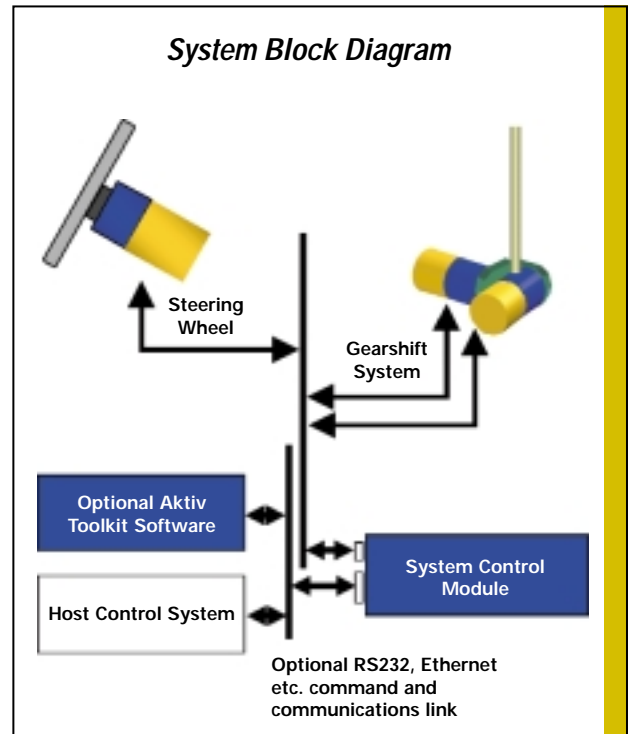 System Block Diagram
Steering
Wheel
Gearshift
System
Optional Aktiv
Toolkit Software
System Control
Module
Host Control System
Optional RS232, Ethernet
etc. command and
communications link